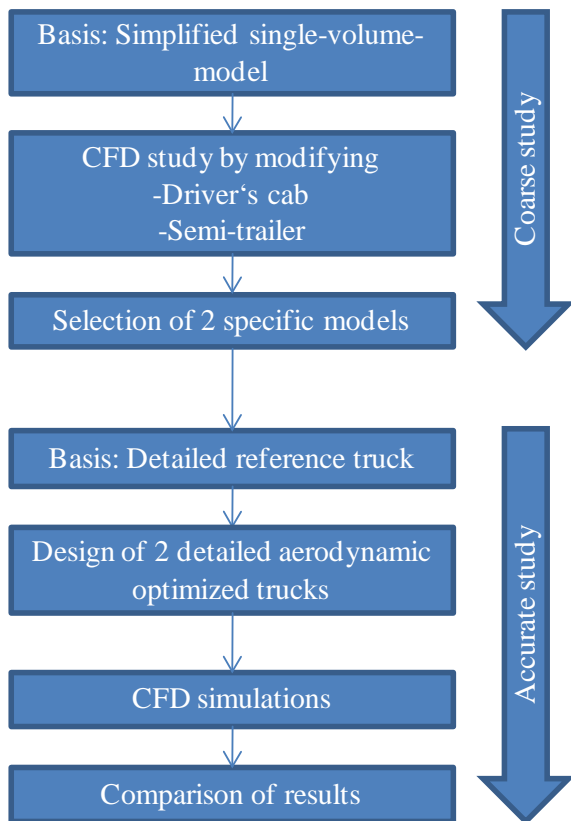 Basis: Simplified single-volume-
model
CFD study by modifying
-Driver‘s cab
-Semi-trailer
Selection of 2 specific models
Coarse study
Basis: Detailed reference truck
Design of 2 detailed aerodynamic
optimized trucks
CFD simulations
Comparison of results
Accurate study